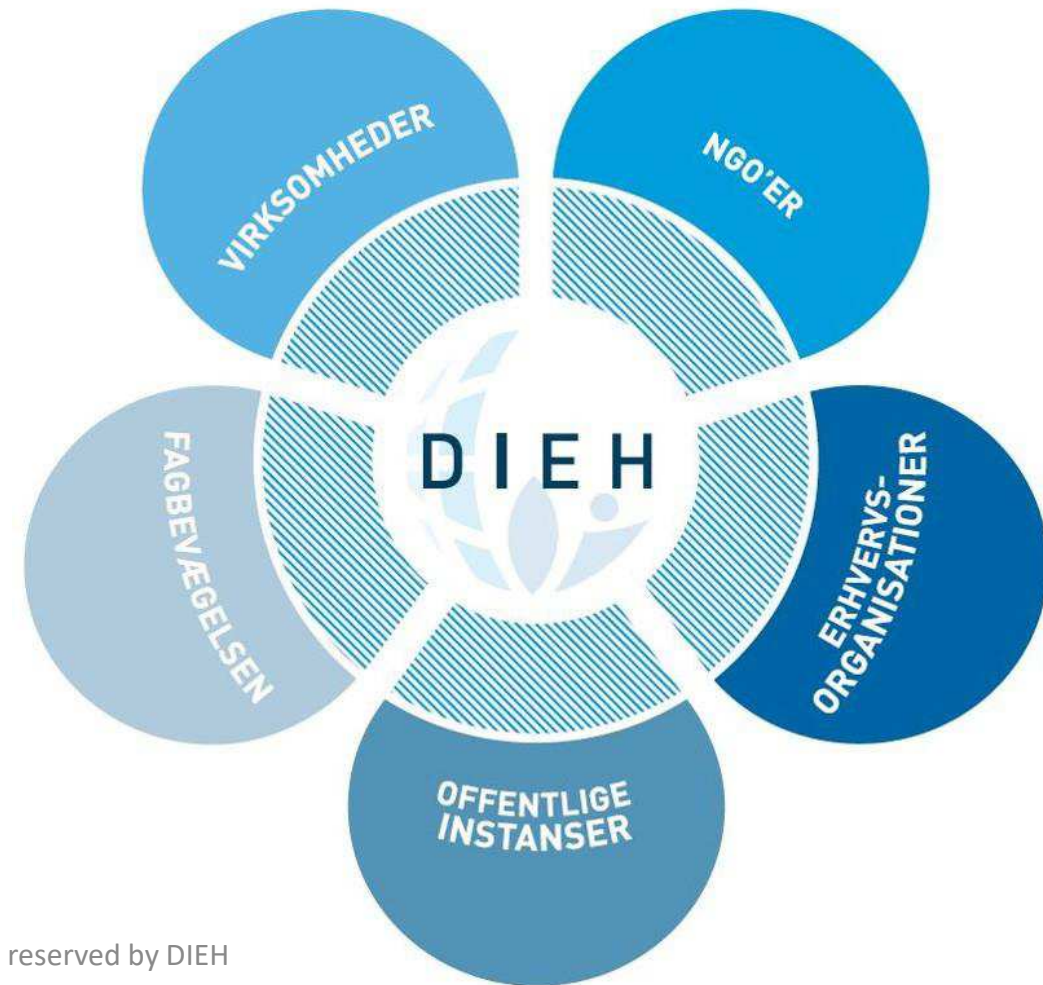 VIRKSOMHEDER
NGO'ER
DIEH
FAGBEVÆGELSEN
ERHVERVS-
ORGANISATIONER
OFFENTLIGE
INSTANSER
reserved by DIEH